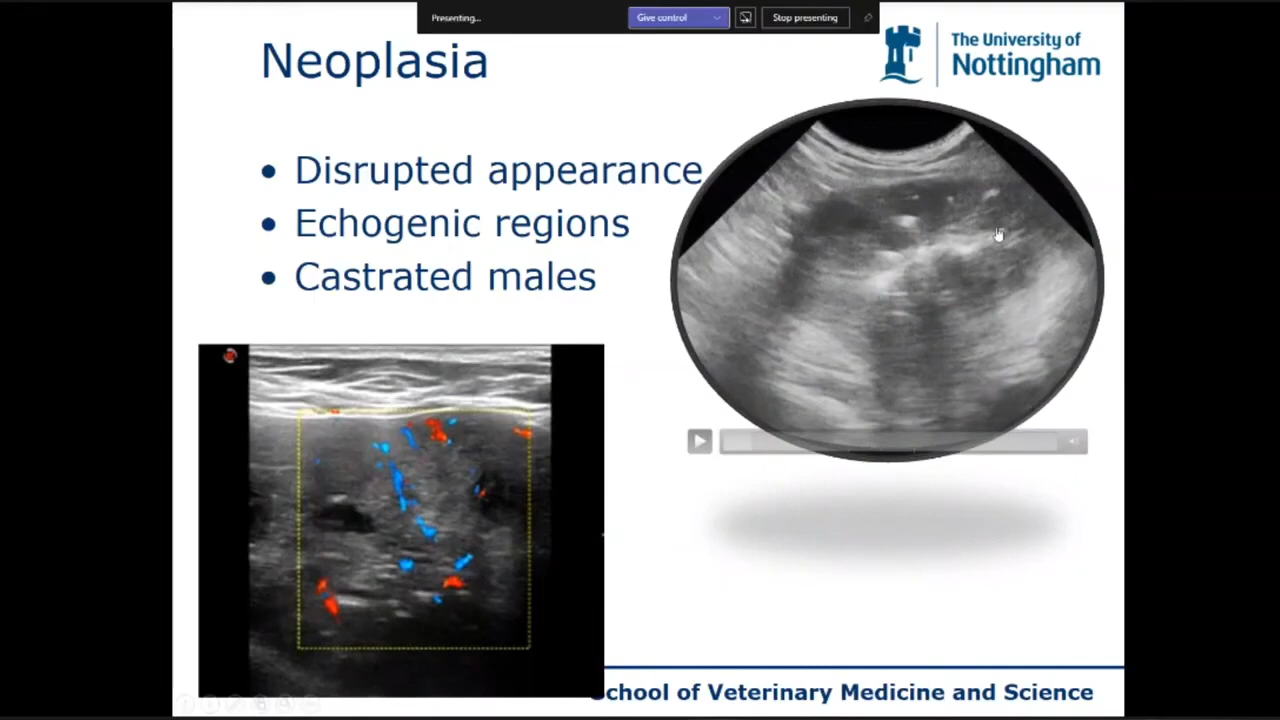 Presenting...
Give control
Stop presenting
Neoplasia
The University of
Nottingham
• Disrupted appearance
• Echogenic regions
• Castrated males
School of Veterinary Medicine and Science